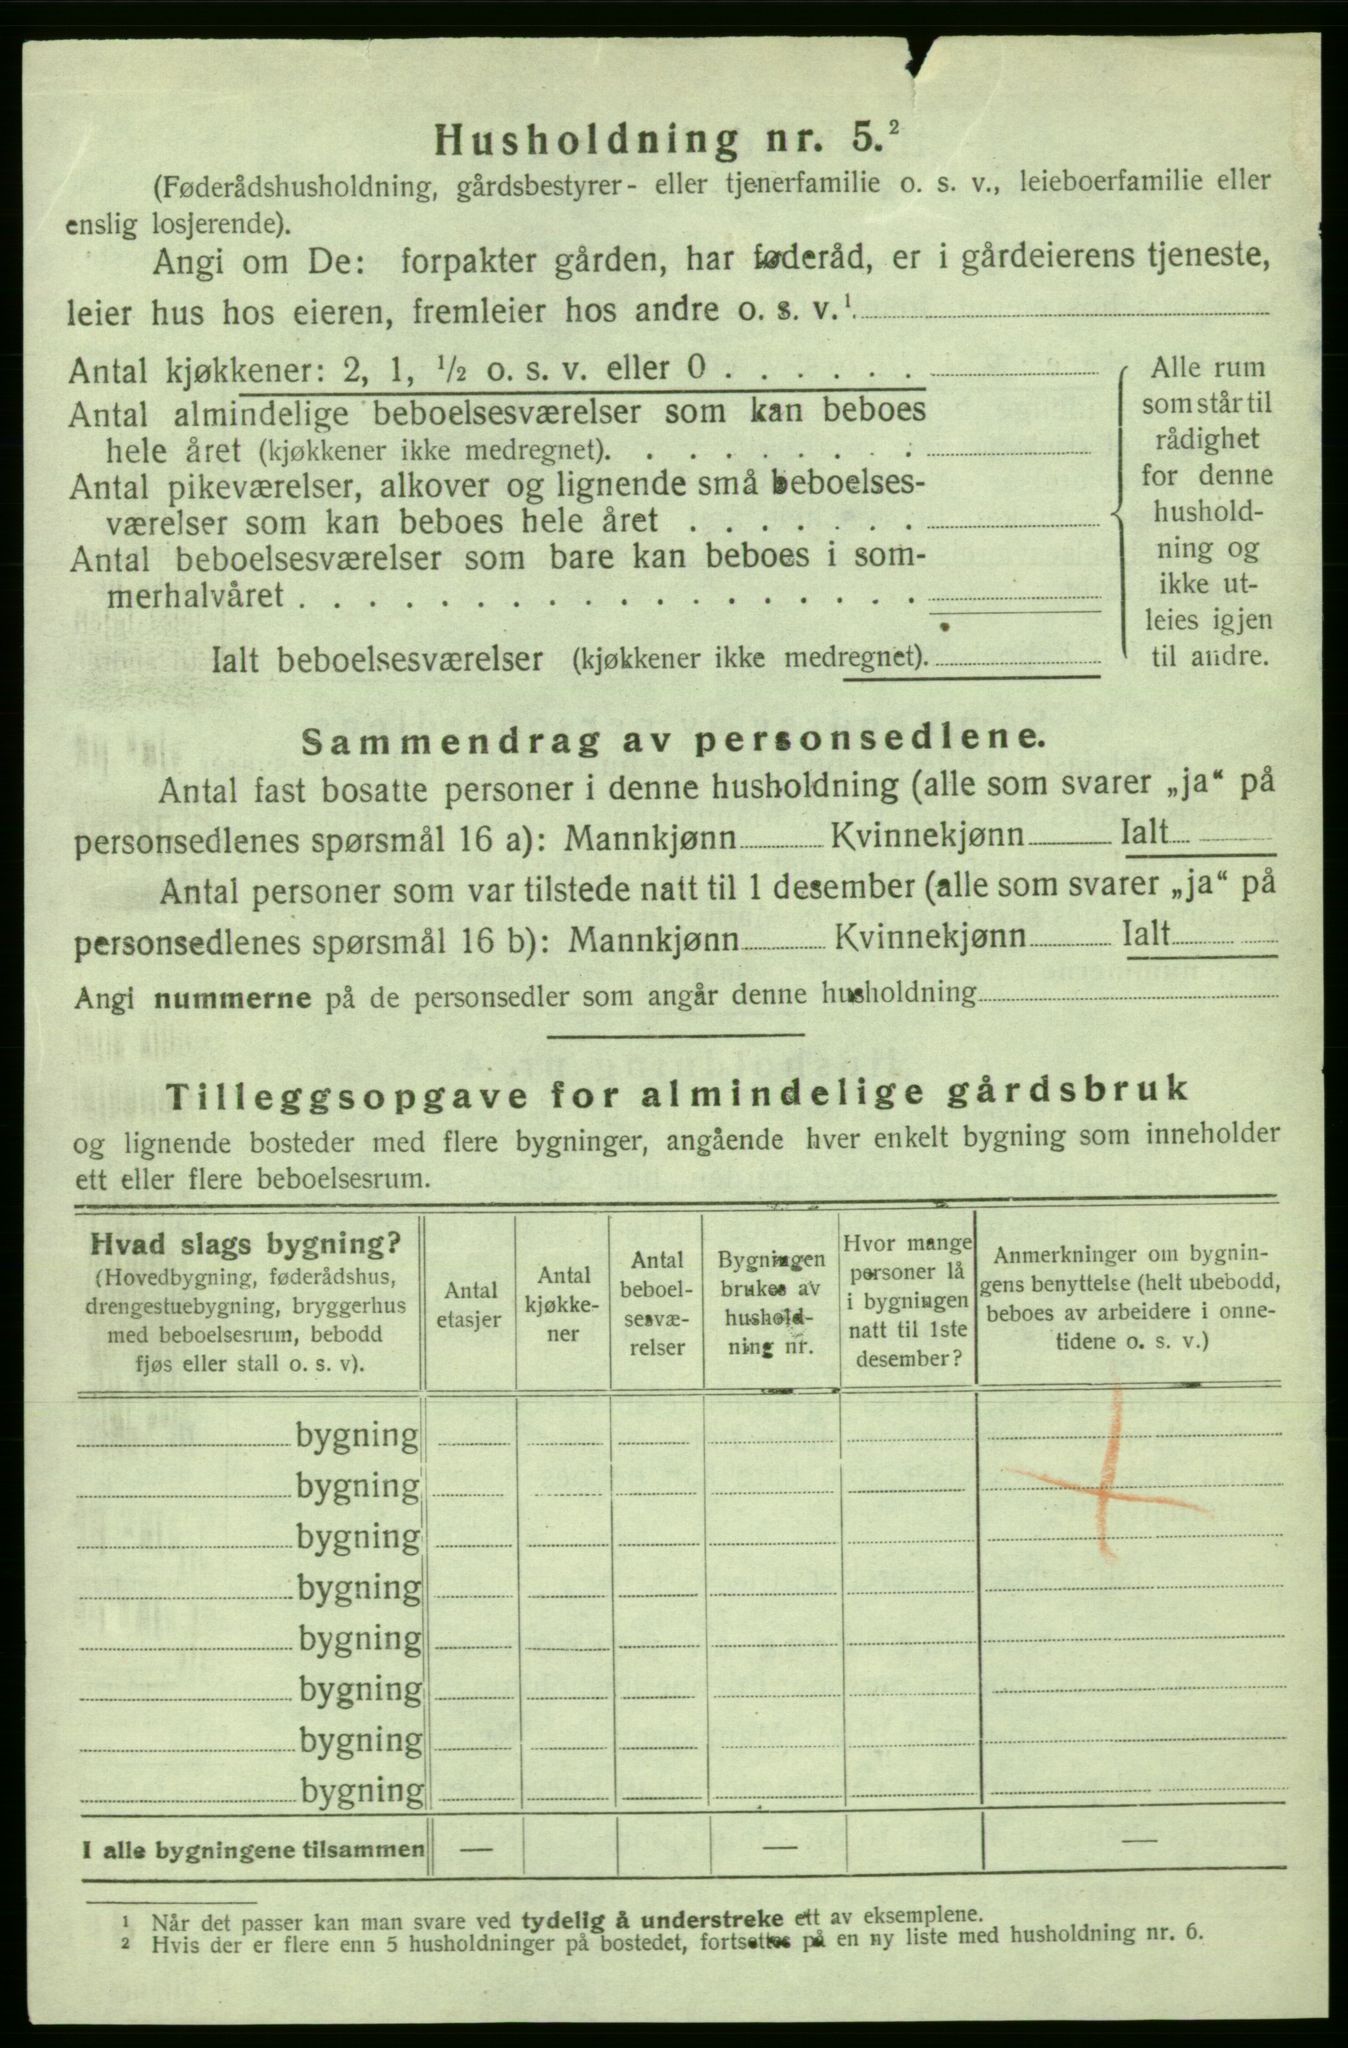 Husholdning nr. 5.²
(Føderådshusholdning, gårdsbestyrer- eller tjenerfamilie o. s. v., leieboerfamilie eller
enslig losjerende).
Angi om De: forpakter gården, har føderåd, er i gårdeierens tjeneste,
leier hus hos eieren, fremleier hos andre o. s. v.¹
Antal kjøkkener: 2, 1, ½ o. s. v. eller 0 . . . . . .
Antal almindelige beboelsesværelser som kan beboes
hele året (kjøkkener ikke medregnet). . . . . . . . .
Antal pikeværelser, alkover og lignende små beboelses-
værelser som kan beboes hele året . . . . . . .
Antal beboelsesværelser som bare kan beboes i som-
merhalvåret . . . . . . . . . . . . . . . . . .
Ialt beboelsesværelser (kjøkkener ikke medregnet).
Alle rum
som står til
rådighet
for denne
hushold-
ning og
ikke ut-
leies igjen
til andre.
Sammendrag av personsedlene.
Antal fast bosatte personer i denne husholdning (alle som svarer „ja“ på
personsedlenes spørsmål 16 a): Mannkjønn Kvinnekjønn Ialt
Antal personer som var tilstede natt til 1 desember (alle som svarer „ja“ på
personsedlenes spørsmål 16 b): Mannkjønn Kvinnekjønn Ialt
Angi nummerne på de personsedler som angår denne husholdning
Tilleggsopgave for almindelige gårdsbruk
og lignende bosteder med flere bygninger, angående hver enkelt bygning som inneholder
ett eller flere beboelsesrum.
Hvad slags bygning?
(Hovedbygning, føderådshus,
drengestuebygning, bryggerhus
med beboelsesrum, bebodd
fjøs eller stall o. s. v).
Antal
etasjer
Antal
kjøkke-
ner
Antal
beboel-
sesvæ-
relser
Bygningen
brukes av
hushold-
ning nr.
Hvor mange
personer lå
i bygningen
natt til 1ste
desember?
Anmerkninger om bygnin-
gens benyttelse (helt ubebodd,
beboes av arbeidere i onne-
tidene o. s. v.)
bygning
bygning
bygning
bygning
bygning
bygning
bygning
bygning
I alle bygningene tilsammen — — —
¹ Når det passer kan man svare ved tydelig å understreke ett av eksemplene.
² Hvis der er flere enn 5 husholdninger på bostedet, fortsettes på en ny liste med husholdning nr. 6.